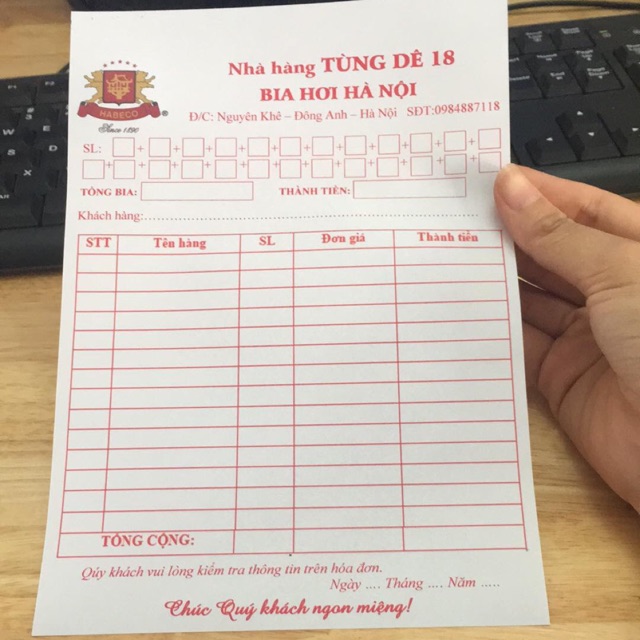 Nhà hàng TÙNG DÊ 18
HABECO
®
BIA HƠI HÀ NỘI
Since 1890
Đ/C: Nguyên Khê – Đông Anh – Hà Nội SĐT:0984887118
SL: + + + + + + + + + + +
+ + + + + + + + + + + +
TỔNG BIA: THÀNH TIỀN:
Khách hàng:........................................................................
STT Tên hàng SL Đơn giá Thành tiền
TỔNG CỘNG:
Qúy khách vui lòng kiểm tra thông tin trên hóa đơn.
Ngày .... Tháng .... Năm .....
Chúc Quý khách ngon miệng!